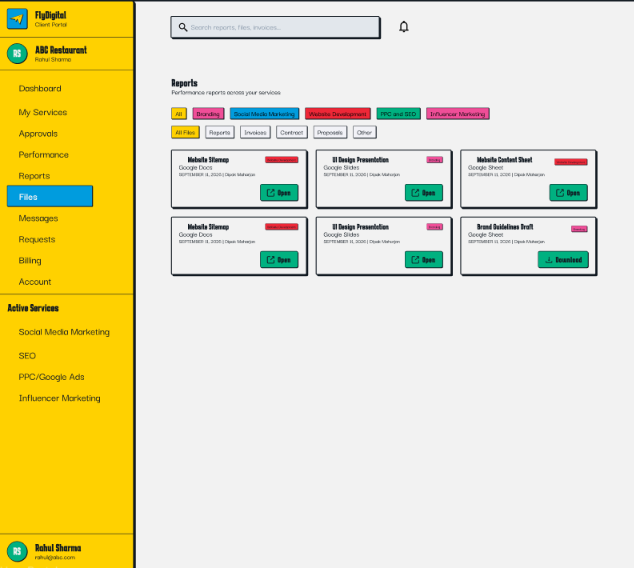 FlyDigital
Client Portal
RS
ABC Restaurant
Rahul Sharma
Dashboard
My Services
Approvals
Performance
Reports
Files
Messages
Requests
Billing
Account
Active Services
Social Media Marketing
SEO
PPC/Google Ads
Influencer Marketing
RS
Rahul Sharma
rahul@abc.com
Search reports, files, invoices...
Reports
Performance reports across your services
All Branding Social Media Marketing Website Development PPC and SEO Influencer Marketing
All Files Reports Invoices Contract Proposals Other
Website Sitemap
Google Docs
SEPTEMBER 11, 2026 | Dipak Maharjan
Open
UI Design Presentation
Google Slides
SEPTEMBER 11, 2026 | Dipak Maharjan
Open
Website Content Sheet
Google Sheet
SEPTEMBER 11, 2026 | Dipak Maharjan
Open
Website Sitemap
Google Docs
SEPTEMBER 11, 2026 | Dipak Maharjan
Open
UI Design Presentation
Google Slides
SEPTEMBER 11, 2026 | Dipak Maharjan
Open
Brand Guidelines Draft
Google Sheet
SEPTEMBER 11, 2026 | Dipak Maharjan
Download